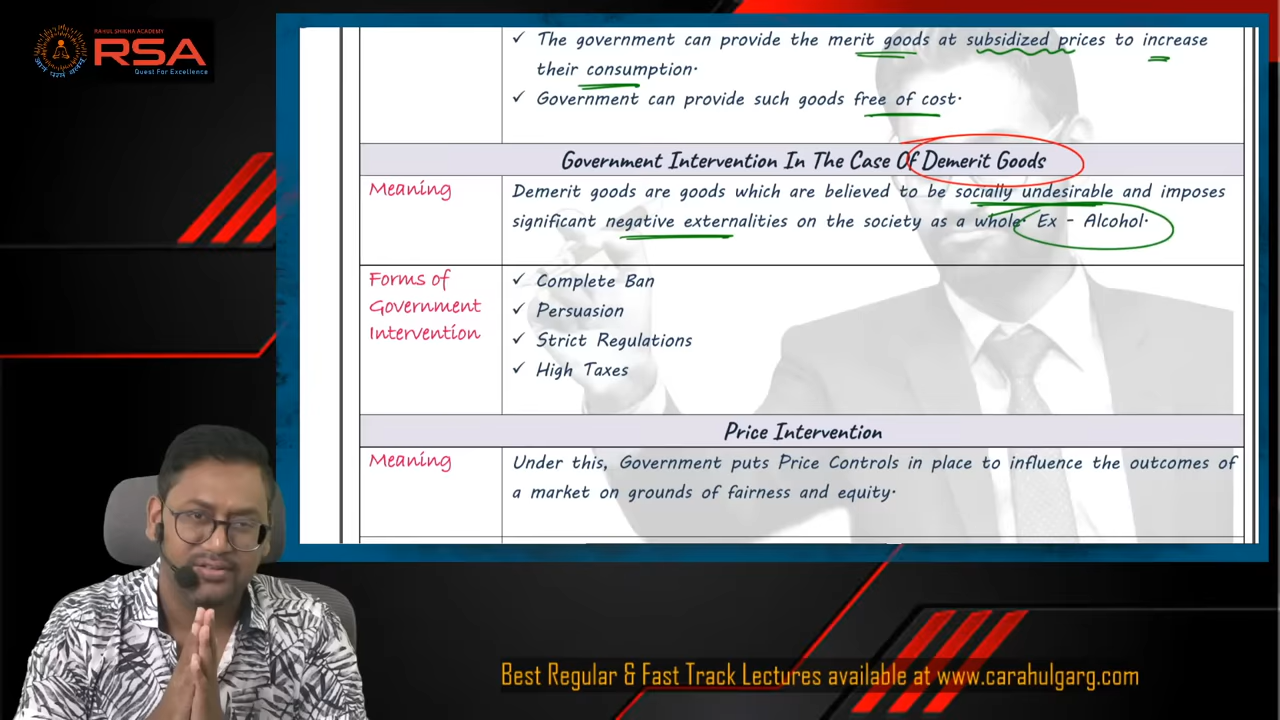 RAHUL SHIKHA ACADEMY
RSA
Quest For Excellence
✓ The government can provide the merit goods at subsidized prices to increase
their consumption.
✓ Government can provide such goods free of cost.
Government Intervention In The Case Of Demerit Goods
Meaning
Demerit goods are goods which are believed to be socially undesirable and imposes
significant negative externalities on the society as a whole. Ex - Alcohol.
Forms of
Government
Intervention
✓ Complete Ban
✓ Persuasion
✓ Strict Regulations
✓ High Taxes
Price Intervention
Meaning
Under this, Government puts Price Controls in place to influence the outcomes of
a market on grounds of fairness and equity.
Best Regular & Fast Track Lectures available at www.carahulgarg.com